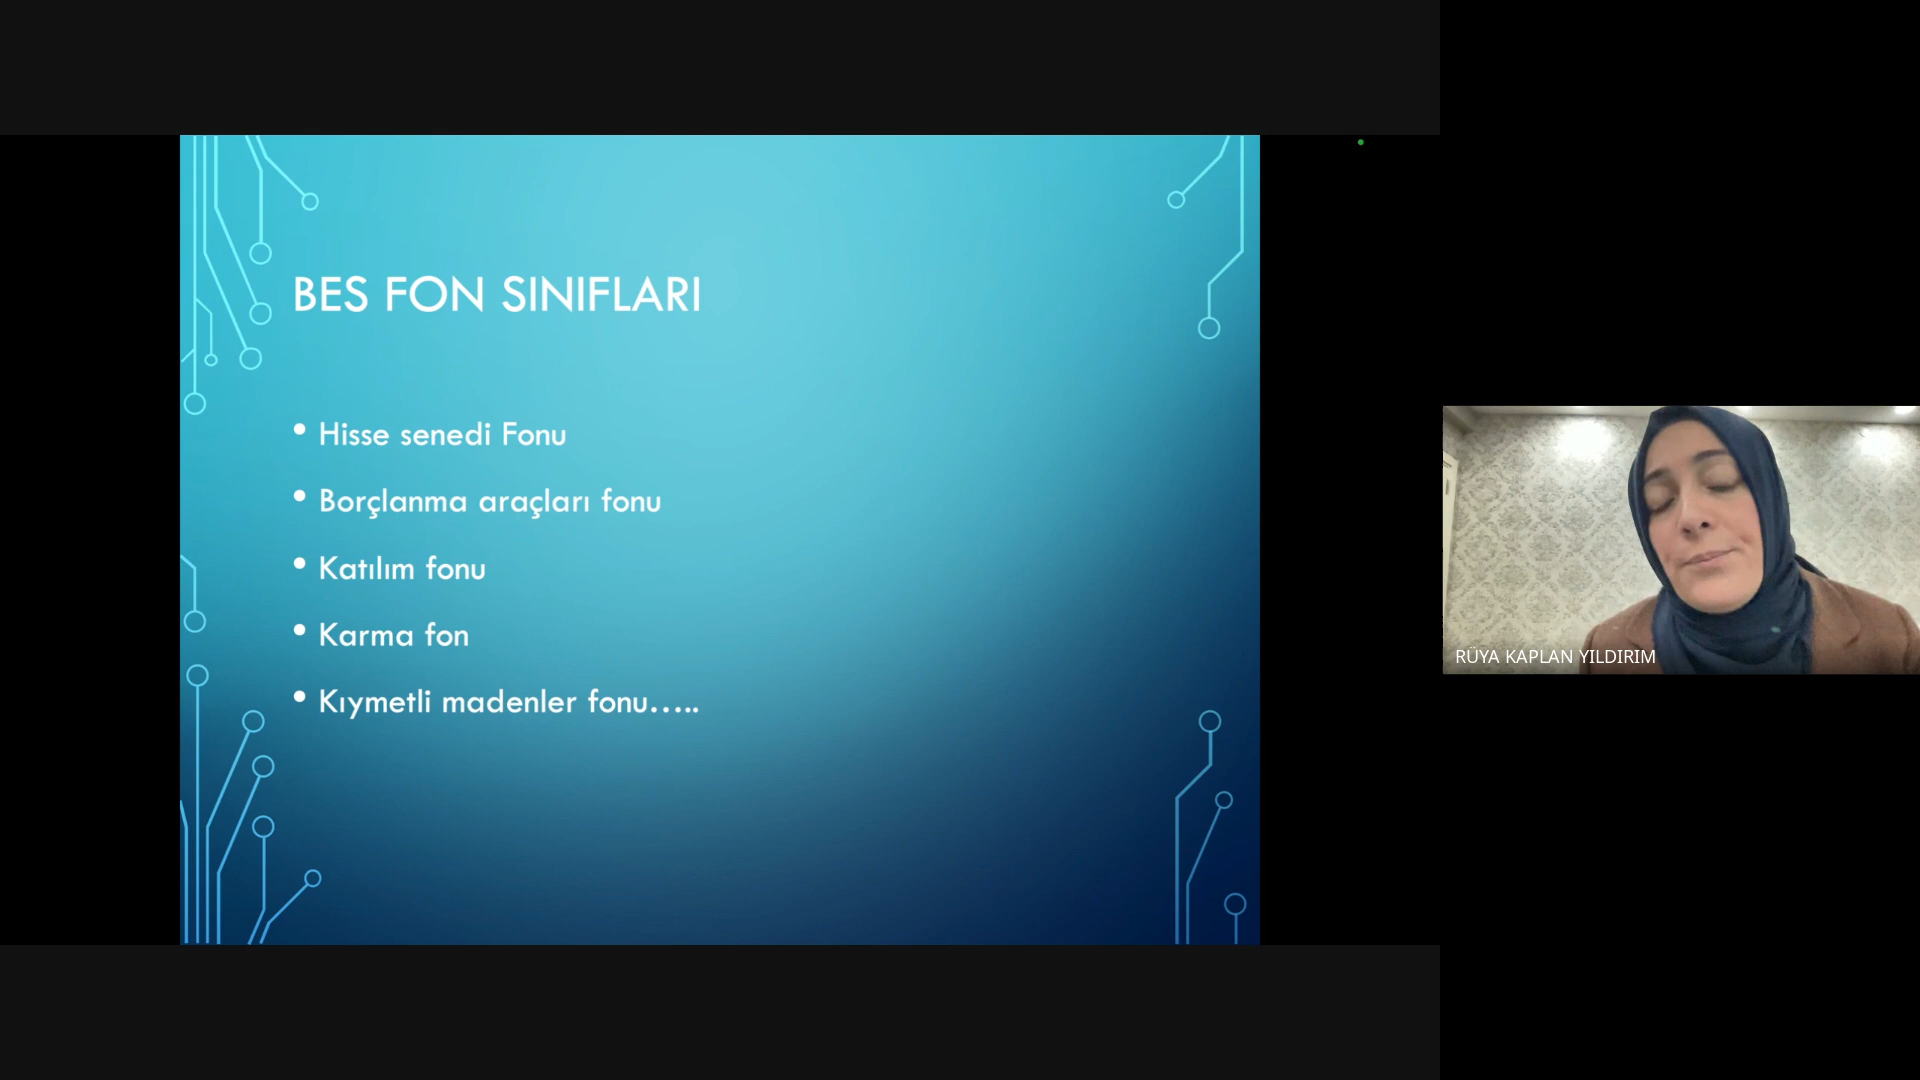 BES FON SINIFLARI
• Hisse senedi Fonu
• Borçlanma araçları fonu
• Katılım fonu
• Karma fon
• Kıymetli madenler fonu.....
RÜYA KAPLAN YILDIRIM